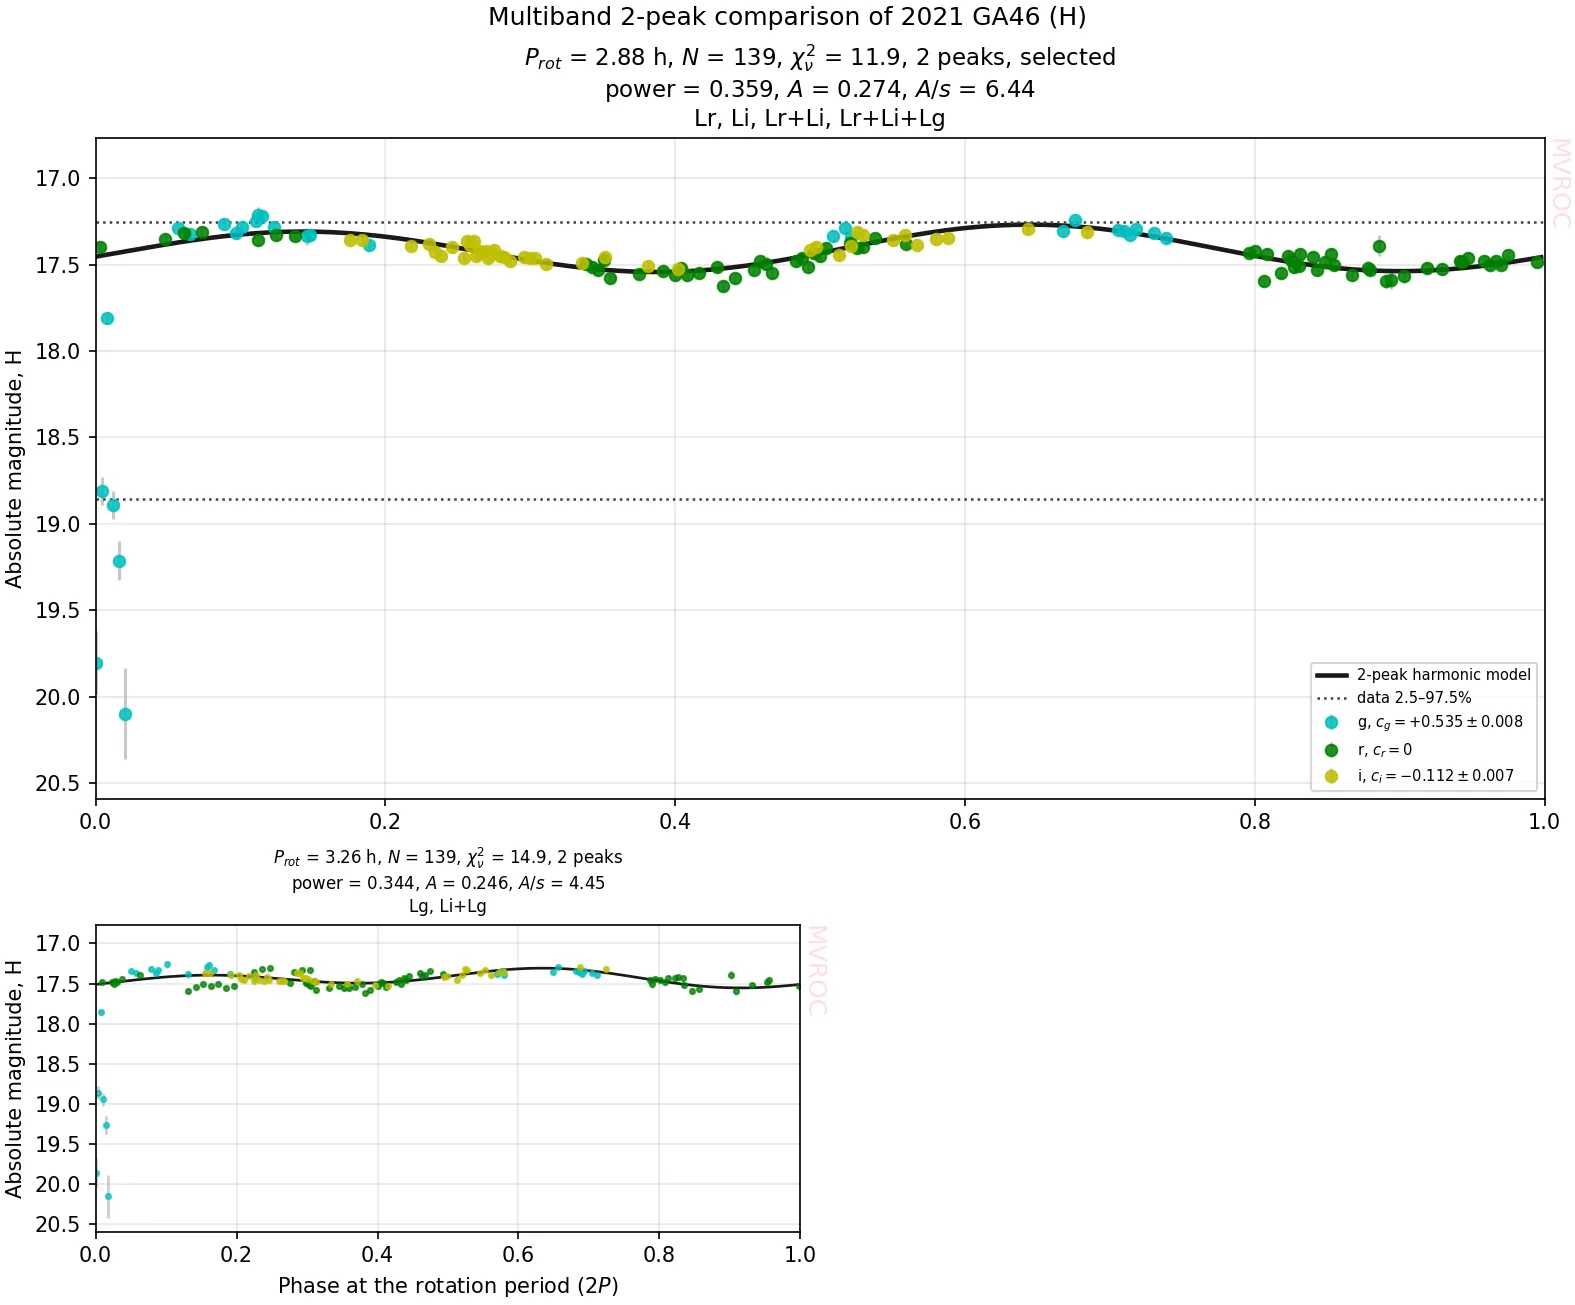 Multiband 2-peak comparison of 2021 GA46 (H)
P_rot = 2.88 h, N = 139, χ²_ν = 11.9, 2 peaks, selected
power = 0.359, A = 0.274, A/s = 6.44
Lr, Li, Lr+Li, Lr+Li+Lg
MVROC
Absolute magnitude, H
17.0
17.5
18.0
18.5
19.0
19.5
20.0
20.5
2-peak harmonic model
data 2.5–97.5%
g, c_g = +0.535 ± 0.008
r, c_r = 0
i, c_i = −0.112 ± 0.007
0.0 0.2 0.4 0.6 0.8 1.0
P_rot = 3.26 h, N = 139, χ²_ν = 14.9, 2 peaks
power = 0.344, A = 0.246, A/s = 4.45
Lg, Li+Lg
MVROC
Absolute magnitude, H
17.0
17.5
18.0
18.5
19.0
19.5
20.0
20.5
0.0 0.2 0.4 0.6 0.8 1.0
Phase at the rotation period (2P)